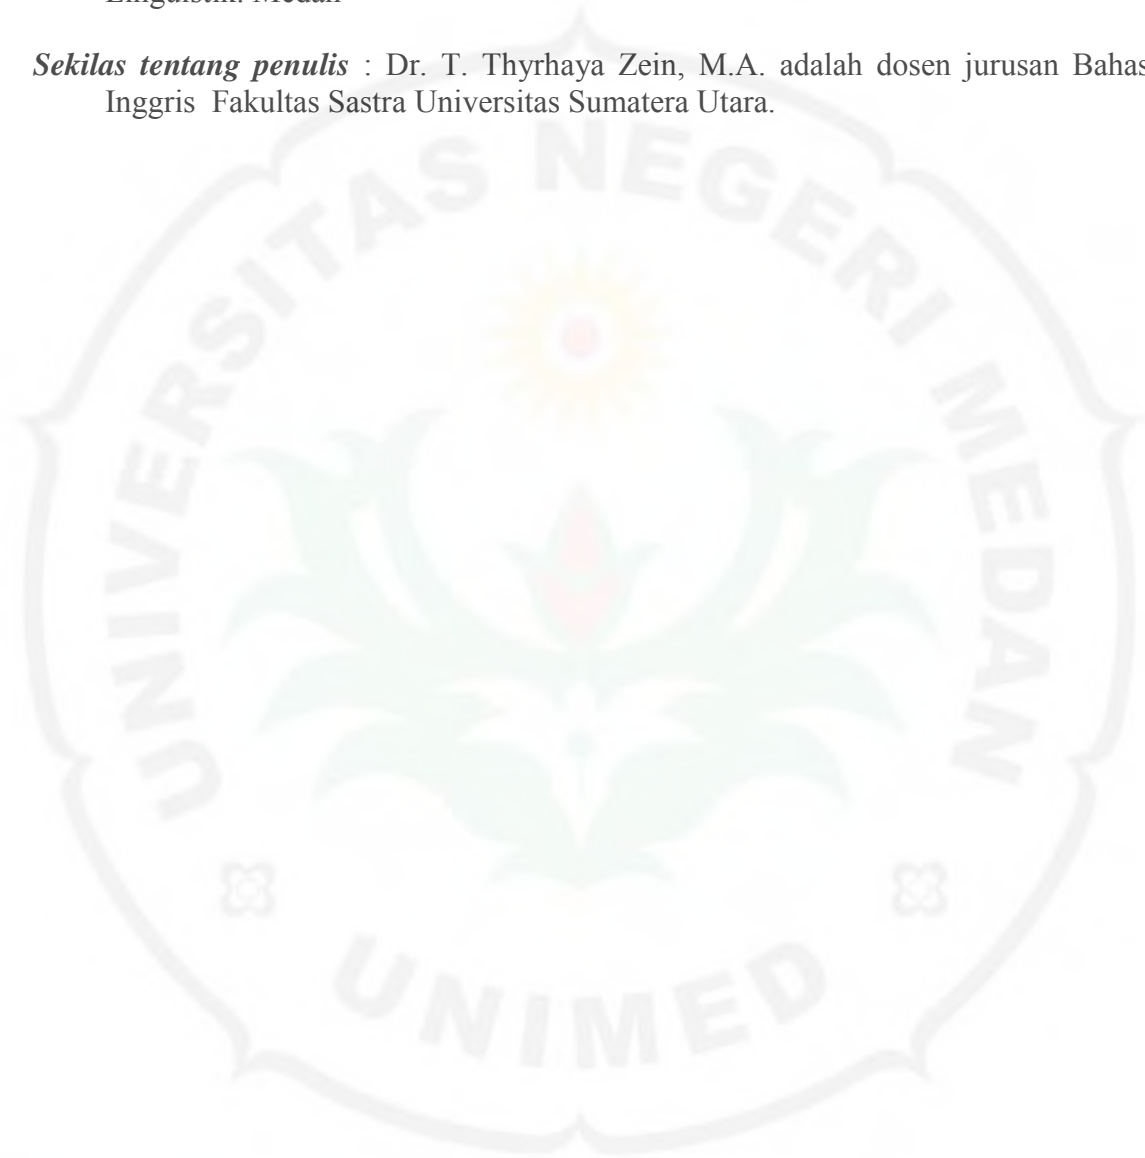 Linguistik. Medan
Sekilas tentang penulis : Dr. T. Thyrhaya Zein, M.A. adalah dosen jurusan Bahas
Inggris Fakultas Sastra Universitas Sumatera Utara.
UNIVERSITAS NEGERI MEDAN
UNIMED